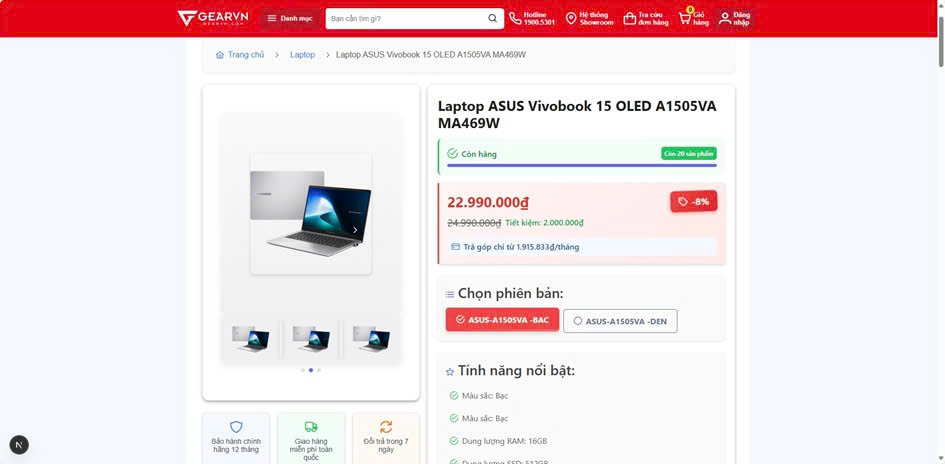 GEARVN
GEARVN.COM
Danh mục
Bạn cần tìm gì?
Hotline
1900.5301
Hệ thống
Showroom
Tra cứu
đơn hàng
0
Giỏ
hàng
Đăng
nhập
Trang chủ > Laptop > Laptop ASUS Vivobook 15 OLED A1505VA MA469W
Laptop ASUS Vivobook 15 OLED A1505VA
MA469W
Còn hàng
Còn 20 sản phẩm
22.990.000₫
-8%
24.990.000₫ Tiết kiệm: 2.000.000₫
Trả góp chỉ từ 1.915.833₫/tháng
Chọn phiên bản:
ASUS-A1505VA -BAC
ASUS-A1505VA -DEN
Tính năng nổi bật:
Màu sắc: Bạc
Màu sắc: Bạc
Dung lượng RAM: 16GB
Dung lượng SSD: 512GB
Bảo hành chính
hãng 12 tháng
Giao hàng
miễn phí toàn
quốc
Đổi trả trong 7
ngày
N